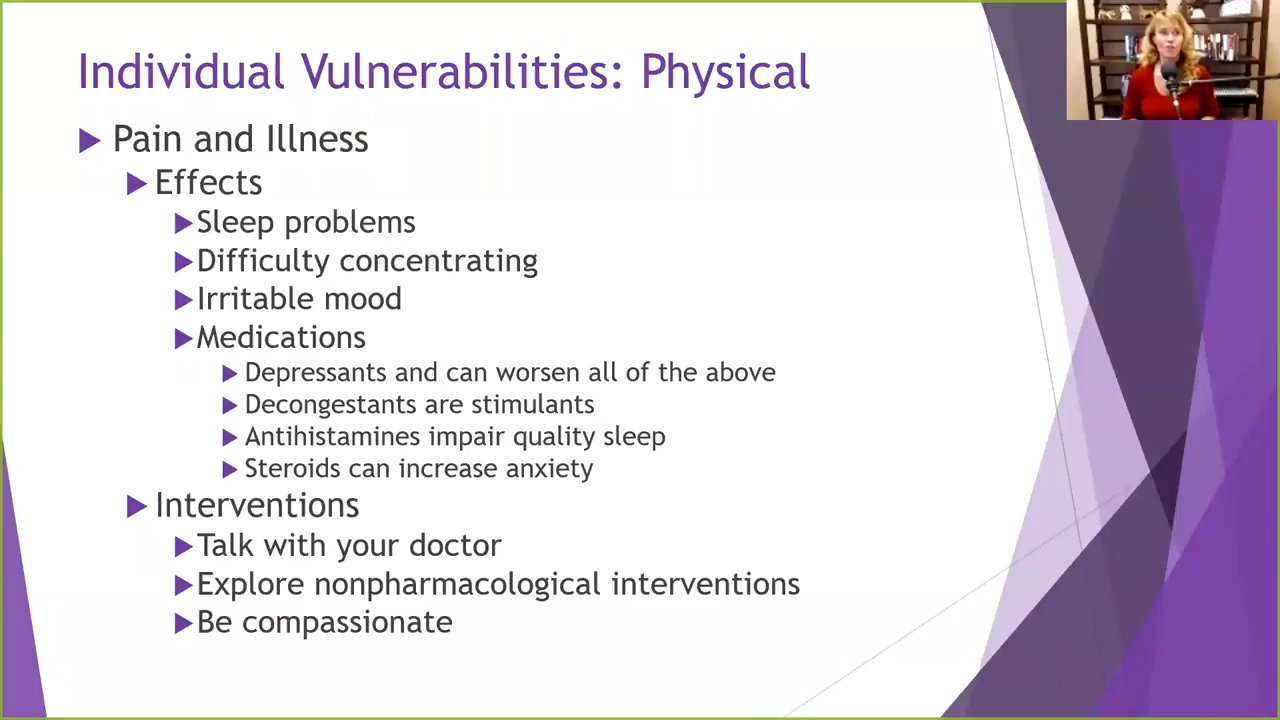 Individual Vulnerabilities: Physical
Pain and Illness
Effects
Sleep problems
Difficulty concentrating
Irritable mood
Medications
Depressants and can worsen all of the above
Decongestants are stimulants
Antihistamines impair quality sleep
Steroids can increase anxiety
Interventions
Talk with your doctor
Explore nonpharmacological interventions
Be compassionate